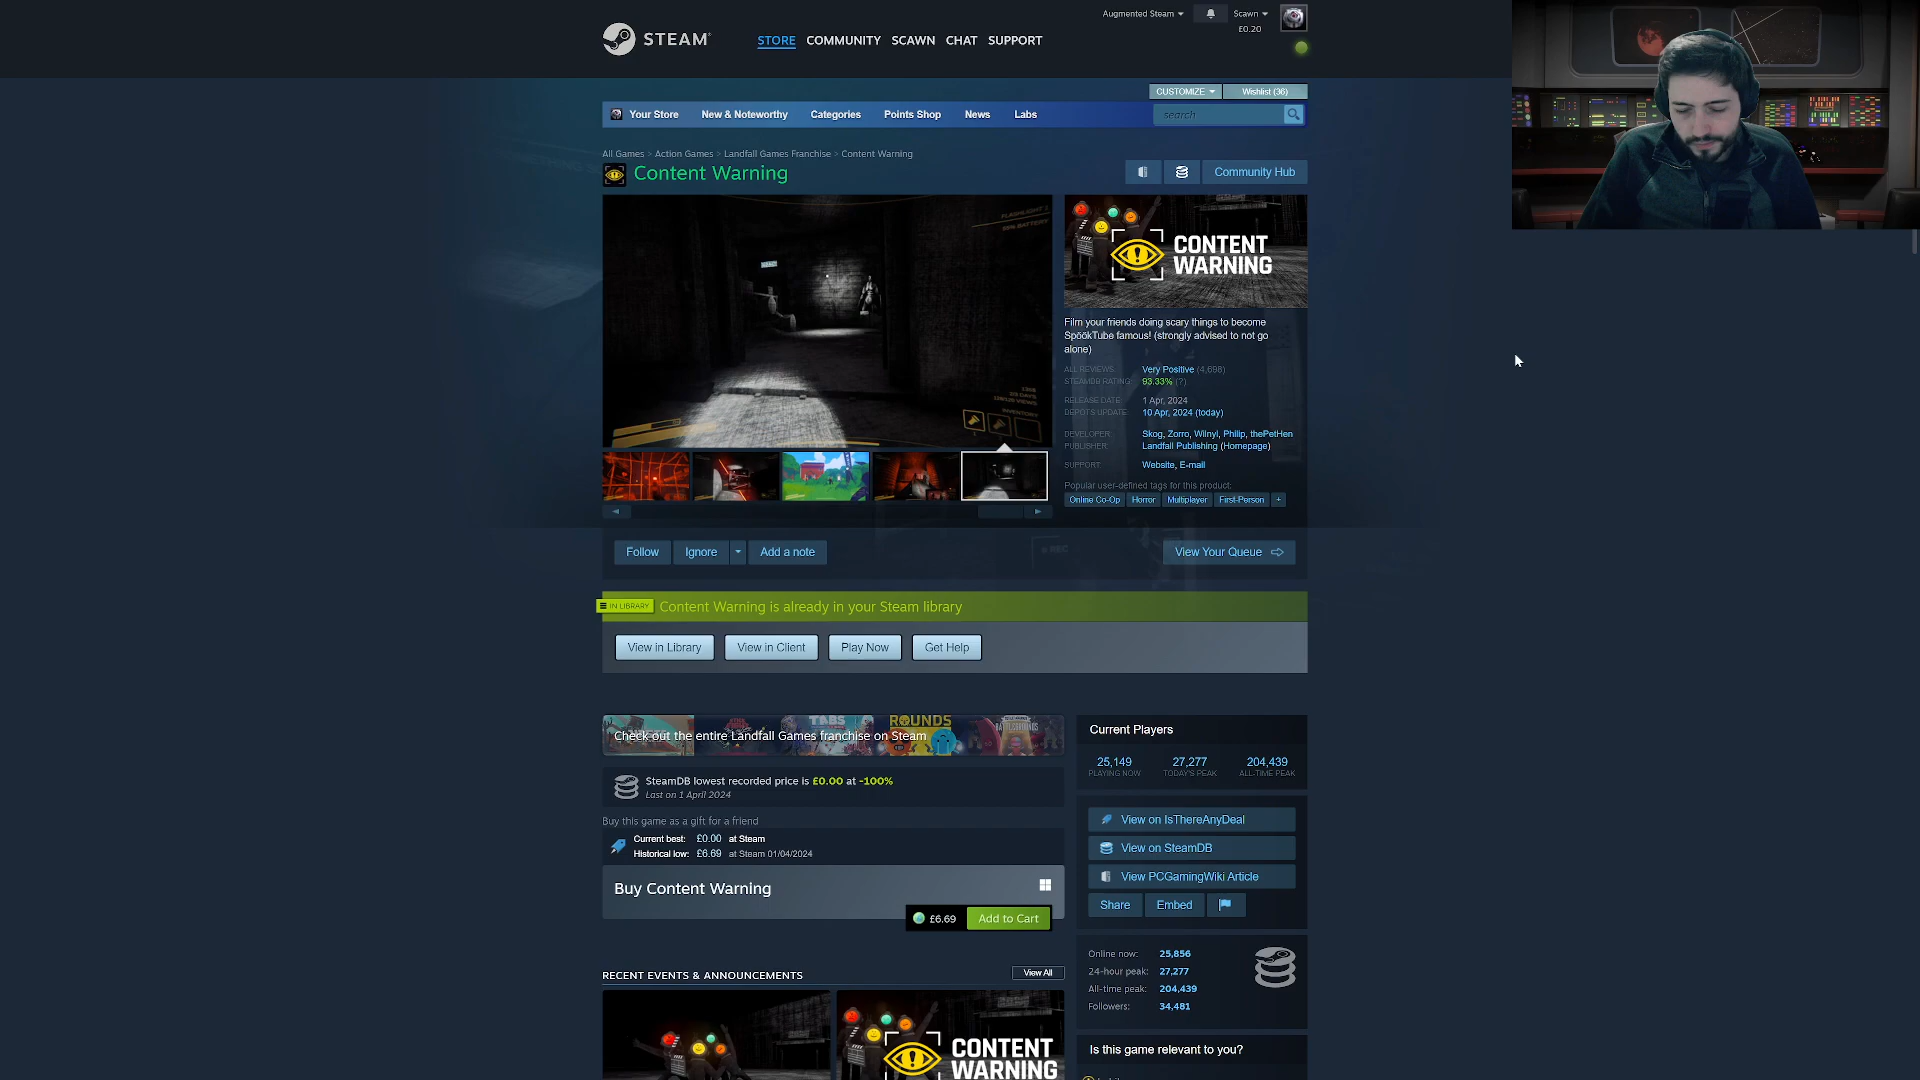 Augmented Steam
Scawn
£0.20
STEAM
STORE
COMMUNITY
SCAWN
CHAT
SUPPORT
CUSTOMIZE
Wishlist (36)
Your Store
New & Noteworthy
Categories
Points Shop
News
Labs
search
All Games > Action Games > Landfall Games Franchise > Content Warning
Content Warning
Community Hub
CONTENT
WARNING
Film your friends doing scary things to become
SpöökTube famous! (strongly advised to not go
alone)
ALL REVIEWS: Very Positive (4,698)
STEAMDB RATING: 93.33% (?)
RELEASE DATE: 1 Apr, 2024
DEPOTS UPDATE: 10 Apr, 2024 (today)
DEVELOPER: Skog, Zorro, Wilnyl, Philip, thePetHen
PUBLISHER: Landfall Publishing (Homepage)
SUPPORT: Website, E-mail
Popular user-defined tags for this product:
Online Co-Op
Horror
Multiplayer
First-Person
+
Follow
Ignore
Add a note
View Your Queue
IN LIBRARY
Content Warning is already in your Steam library
View in Library
View in Client
Play Now
Get Help
TABS
ROUNDS
Check out the entire Landfall Games franchise on Steam
SteamDB lowest recorded price is £0.00 at -100%
Last on 1 April 2024
Buy this game as a gift for a friend
Current best: £0.00 at Steam
Historical low: £6.69 at Steam 01/04/2024
Buy Content Warning
£6.69
Add to Cart
RECENT EVENTS & ANNOUNCEMENTS
View All
CONTENT
WARNING
Current Players
25,149
27,277
204,439
PLAYING NOW
TODAY'S PEAK
ALL-TIME PEAK
View on IsThereAnyDeal
View on SteamDB
View PCGamingWiki Article
Share
Embed
Online now: 25,856
24-hour peak: 27,277
All-time peak: 204,439
Followers: 34,481
Is this game relevant to you?